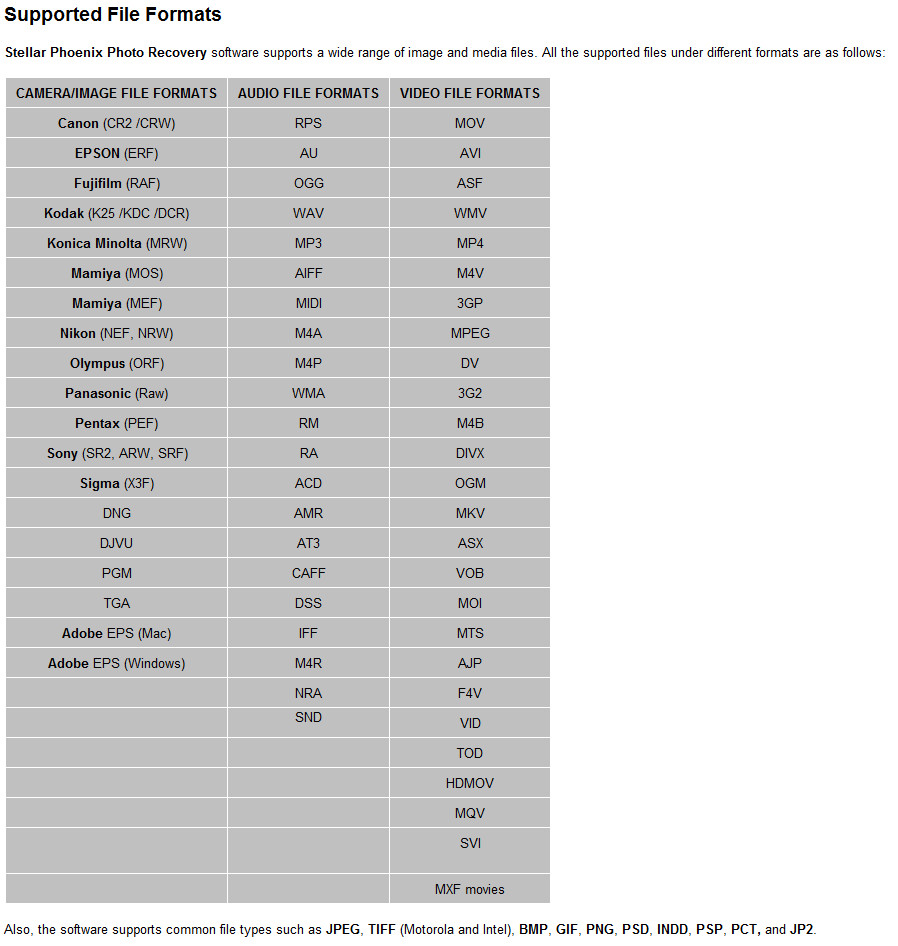 Supported File Formats
Stellar Phoenix Photo Recovery software supports a wide range of image and media files. All the supported files under different formats are as follows:
CAMERA/IMAGE FILE FORMATS AUDIO FILE FORMATS VIDEO FILE FORMATS
Canon (CR2 /CRW) RPS MOV
EPSON (ERF) AU AVI
Fujifilm (RAF) OGG ASF
Kodak (K25 /KDC /DCR) WAV WMV
Konica Minolta (MRW) MP3 MP4
Mamiya (MOS) AIFF M4V
Mamiya (MEF) MIDI 3GP
Nikon (NEF, NRW) M4A MPEG
Olympus (ORF) M4P DV
Panasonic (Raw) WMA 3G2
Pentax (PEF) RM M4B
Sony (SR2, ARW, SRF) RA DIVX
Sigma (X3F) ACD OGM
DNG AMR MKV
DJVU AT3 ASX
PGM CAFF VOB
TGA DSS MOI
Adobe EPS (Mac) IFF MTS
Adobe EPS (Windows) M4R AJP
NRA F4V
SND VID
TOD
HDMOV
MQV
SVI
MXF movies
Also, the software supports common file types such as JPEG, TIFF (Motorola and Intel), BMP, GIF, PNG, PSD, INDD, PSP, PCT, and JP2.